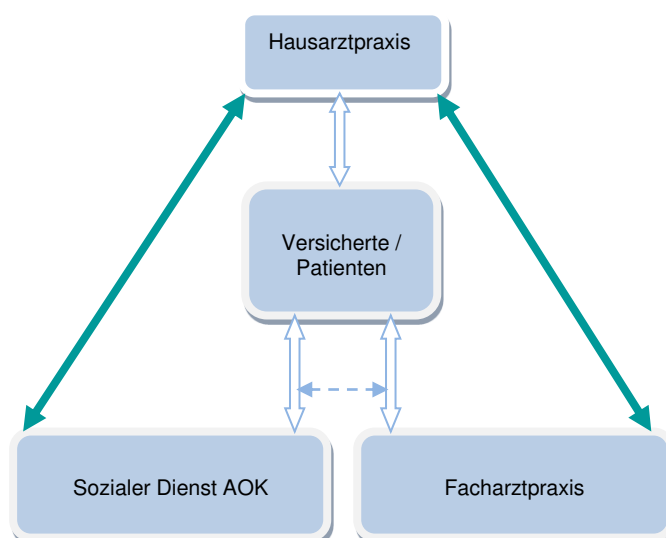 Hausarztpraxis
Versicherte /
Patienten
Sozialer Dienst AOK
Facharztpraxis